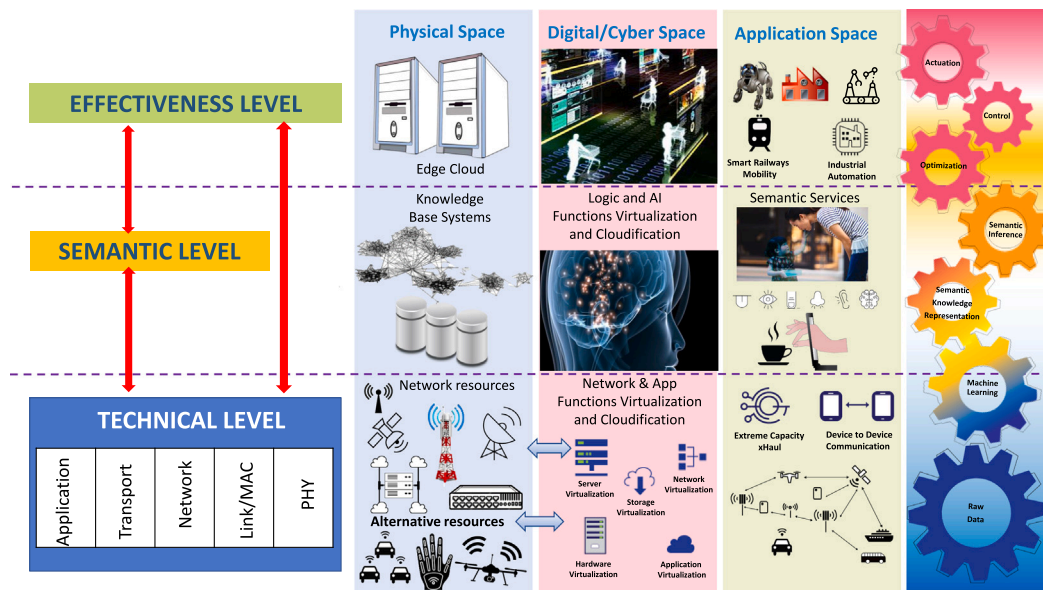 Physical Space
Digital/Cyber Space
Application Space
EFFECTIVENESS LEVEL
Edge Cloud
Smart Railways
Mobility
Industrial
Automation
Actuation
Control
Optimization
SEMANTIC LEVEL
Knowledge
Base Systems
Logic and AI
Functions Virtualization
and Cloudification
Semantic Services
Semantic
Inference
Semantic
Knowledge
Representation
TECHNICAL LEVEL
Application
Transport
Network
Link/MAC
PHY
Network resources
Alternative resources
Network & App
Functions Virtualization
and Cloudification
Server
Virtualization
Storage
Virtualization
Network
Virtualization
Hardware
Virtualization
Application
Virtualization
Extreme Capacity
xHaul
Device to Device
Communication
Machine
Learning
Raw
Data